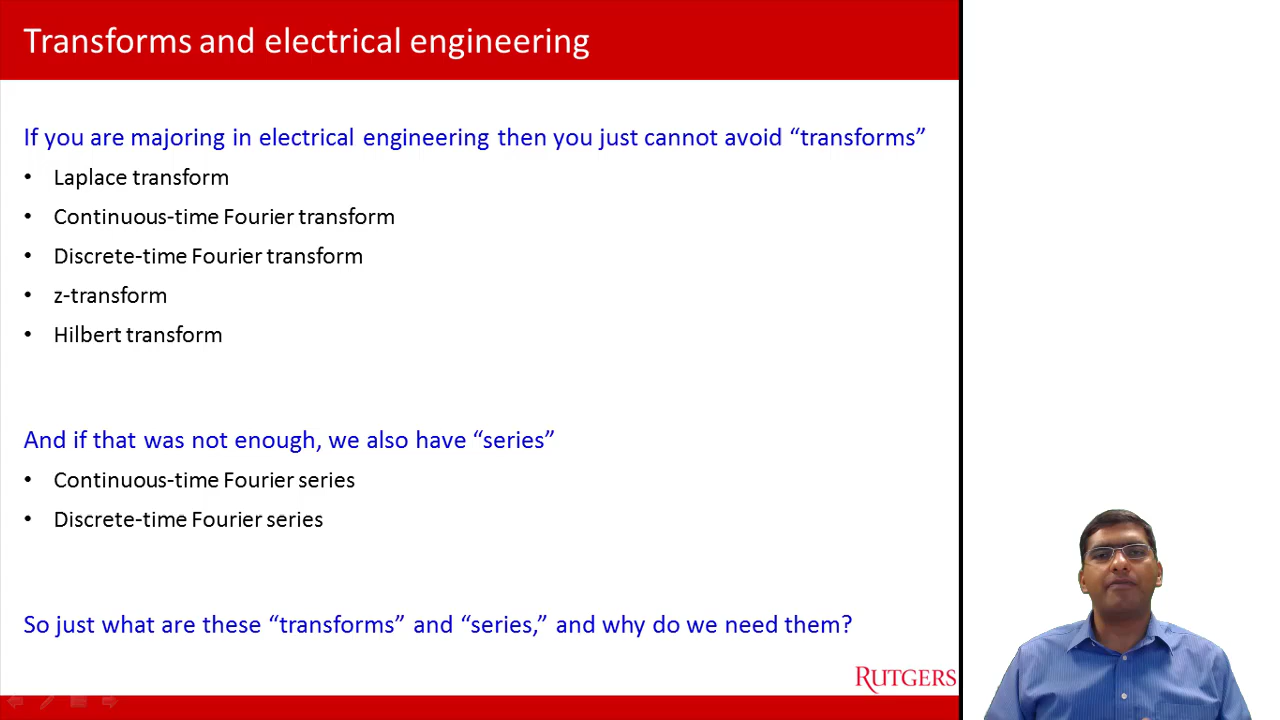 Transforms and electrical engineering
If you are majoring in electrical engineering then you just cannot avoid “transforms”
• Laplace transform
• Continuous-time Fourier transform
• Discrete-time Fourier transform
• z-transform
• Hilbert transform
And if that was not enough, we also have “series”
• Continuous-time Fourier series
• Discrete-time Fourier series
So just what are these “transforms” and “series,” and why do we need them?
RUTGERS